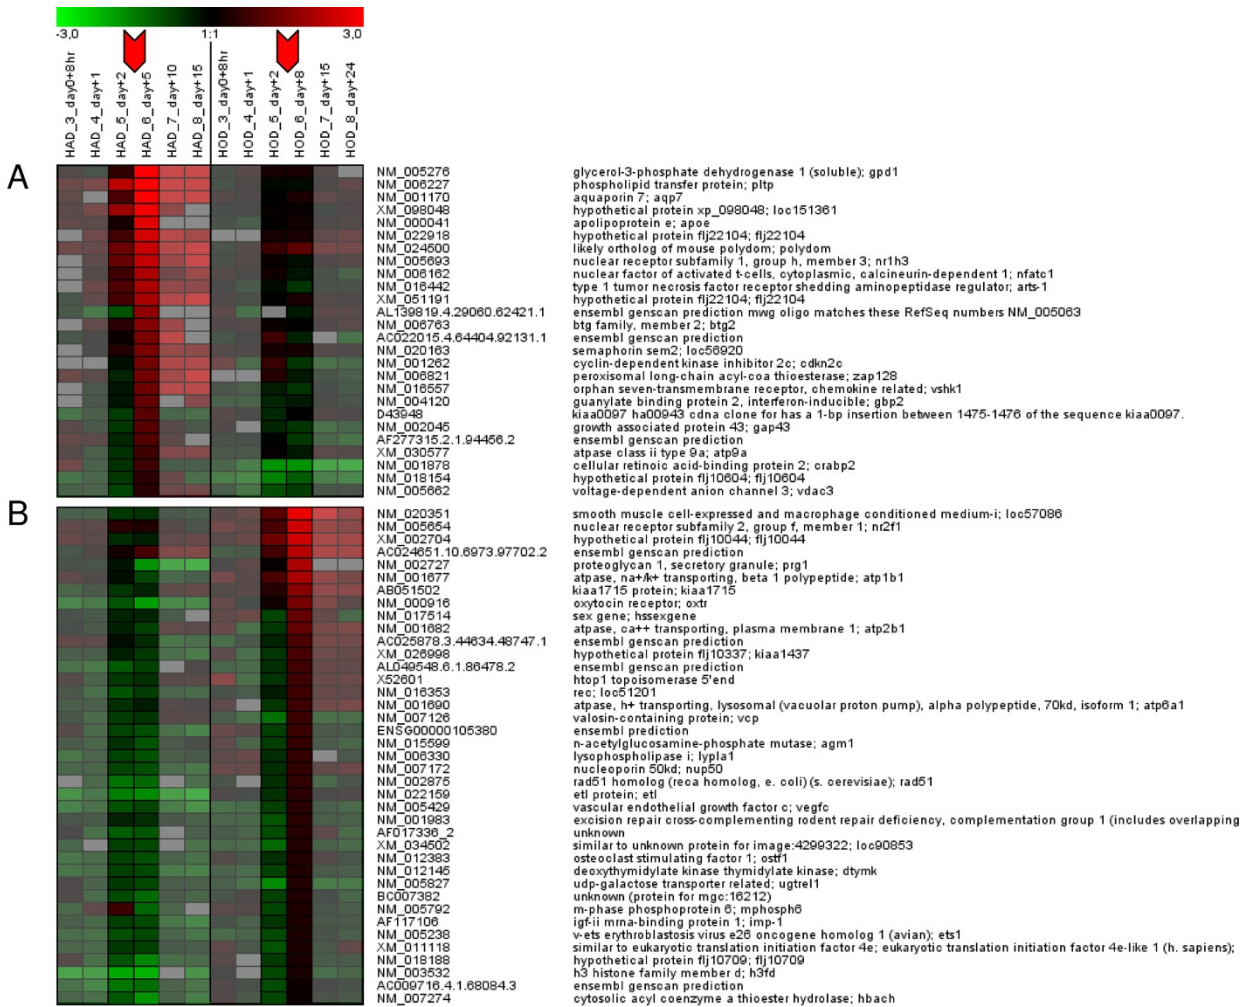 -3,0 1:1 3,0
HAD_3_day0+8hr
HAD_4_day+1
HAD_5_day+2
HAD_6_day+5
HAD_7_day+10
HAD_8_day+15
HOD_3_day0+8hr
HOD_4_day+1
HOD_5_day+2
HOD_6_day+8
HOD_7_day+15
HOD_8_day+24
A
NM_005276 glycerol-3-phosphate dehydrogenase 1 (soluble); gpd1
NM_006227 phospholipid transfer protein; pltp
NM_001170 aquaporin 7; aqp7
XM_098048 hypothetical protein xp_098048; loc151361
NM_000041 apolipoprotein e; apoe
NM_022918 hypothetical protein flj22104; flj22104
NM_024500 likely ortholog of mouse polydom; polydom
NM_005693 nuclear receptor subfamily 1, group h, member 3; nr1h3
NM_006162 nuclear factor of activated t-cells, cytoplasmic, calcineurin-dependent 1; nfatc1
NM_016442 type 1 tumor necrosis factor receptor shedding aminopeptidase regulator; arts-1
XM_051191 hypothetical protein flj22104; flj22104
AL139819.4.29060.62421.1 ensembl genscan prediction mwg oligo matches these RefSeq numbers NM_005063
NM_006763 btg family, member 2; btg2
AC022015.4.64404.92131.1 ensembl genscan prediction
NM_020163 semaphorin sem2; loc56920
NM_001262 cyclin-dependent kinase inhibitor 2c; cdkn2c
NM_006821 peroxisomal long-chain acyl-coa thioesterase; zap128
NM_016557 orphan seven-transmembrane receptor, chemokine related; vshk1
NM_004120 guanylate binding protein 2, interferon-inducible; gbp2
D43948 kiaa0097 ha00943 cdna clone for has a 1-bp insertion between 1475-1476 of the sequence kiaa0097.
NM_002045 growth associated protein 43; gap43
AF277315.2.1.94456.2 ensembl genscan prediction
XM_030577 atpase class ii type 9a; atp9a
NM_001878 cellular retinoic acid-binding protein 2; crabp2
NM_018154 hypothetical protein flj10604; flj10604
NM_005662 voltage-dependent anion channel 3; vdac3
B
NM_020351 smooth muscle cell-expressed and macrophage conditioned medium-i; loc57086
NM_005654 nuclear receptor subfamily 2, group f, member 1; nr2f1
XM_002704 hypothetical protein flj10044; flj10044
AC024651.10.6973.97702.2 ensembl genscan prediction
NM_002727 proteoglycan 1, secretory granule; prg1
NM_001677 atpase, na+/k+ transporting, beta 1 polypeptide; atp1b1
AB051502 kiaa1715 protein; kiaa1715
NM_000916 oxytocin receptor; oxtr
NM_017514 sex gene; hssexgene
NM_001682 atpase, ca++ transporting, plasma membrane 1; atp2b1
AC025878.3.44634.48747.1 ensembl genscan prediction
XM_026998 hypothetical protein flj10337; kiaa1437
AL049548.6.1.86478.2 ensembl genscan prediction
X52601 htop1 topoisomerase 5'end
NM_016353 rec; loc51201
NM_001690 atpase, h+ transporting, lysosomal (vacuolar proton pump), alpha polypeptide, 70kd, isoform 1; atp6a1
NM_007126 valosin-containing protein; vcp
ENSG00000105380 ensembl prediction
NM_015599 n-acetylglucosamine-phosphate mutase; agm1
NM_006330 lysophospholipase i; lypla1
NM_007172 nucleoporin 50kd; nup50
NM_002875 rad51 homolog (reca homolog, e. coli) (s. cerevisiae); rad51
NM_022159 etl protein; etl
NM_005429 vascular endothelial growth factor c; vegfc
NM_001983 excision repair cross-complementing rodent repair deficiency, complementation group 1 (includes overlapping
AF017336_2 unknown
XM_034502 similar to unknown protein for image:4299322; loc90853
NM_012383 osteoclast stimulating factor 1; ostf1
NM_012145 deoxythymidylate kinase thymidylate kinase; dtymk
NM_005827 udp-galactose transporter related; ugtrel1
BC007382 unknown (protein for mgc:16212)
NM_005792 m-phase phosphoprotein 6; mphosph6
AF117106 igf-ii mrna-binding protein 1; imp-1
NM_005238 v-ets erythroblastosis virus e26 oncogene homolog 1 (avian); ets1
XM_011118 similar to eukaryotic translation initiation factor 4e; eukaryotic translation initiation factor 4e-like 1 (h. sapiens);
NM_018188 hypothetical protein flj10709; flj10709
NM_003532 h3 histone family member d; h3fd
AC009716.4.1.68084.3 ensembl genscan prediction
NM_007274 cytosolic acyl coenzyme a thioester hydrolase; hbach